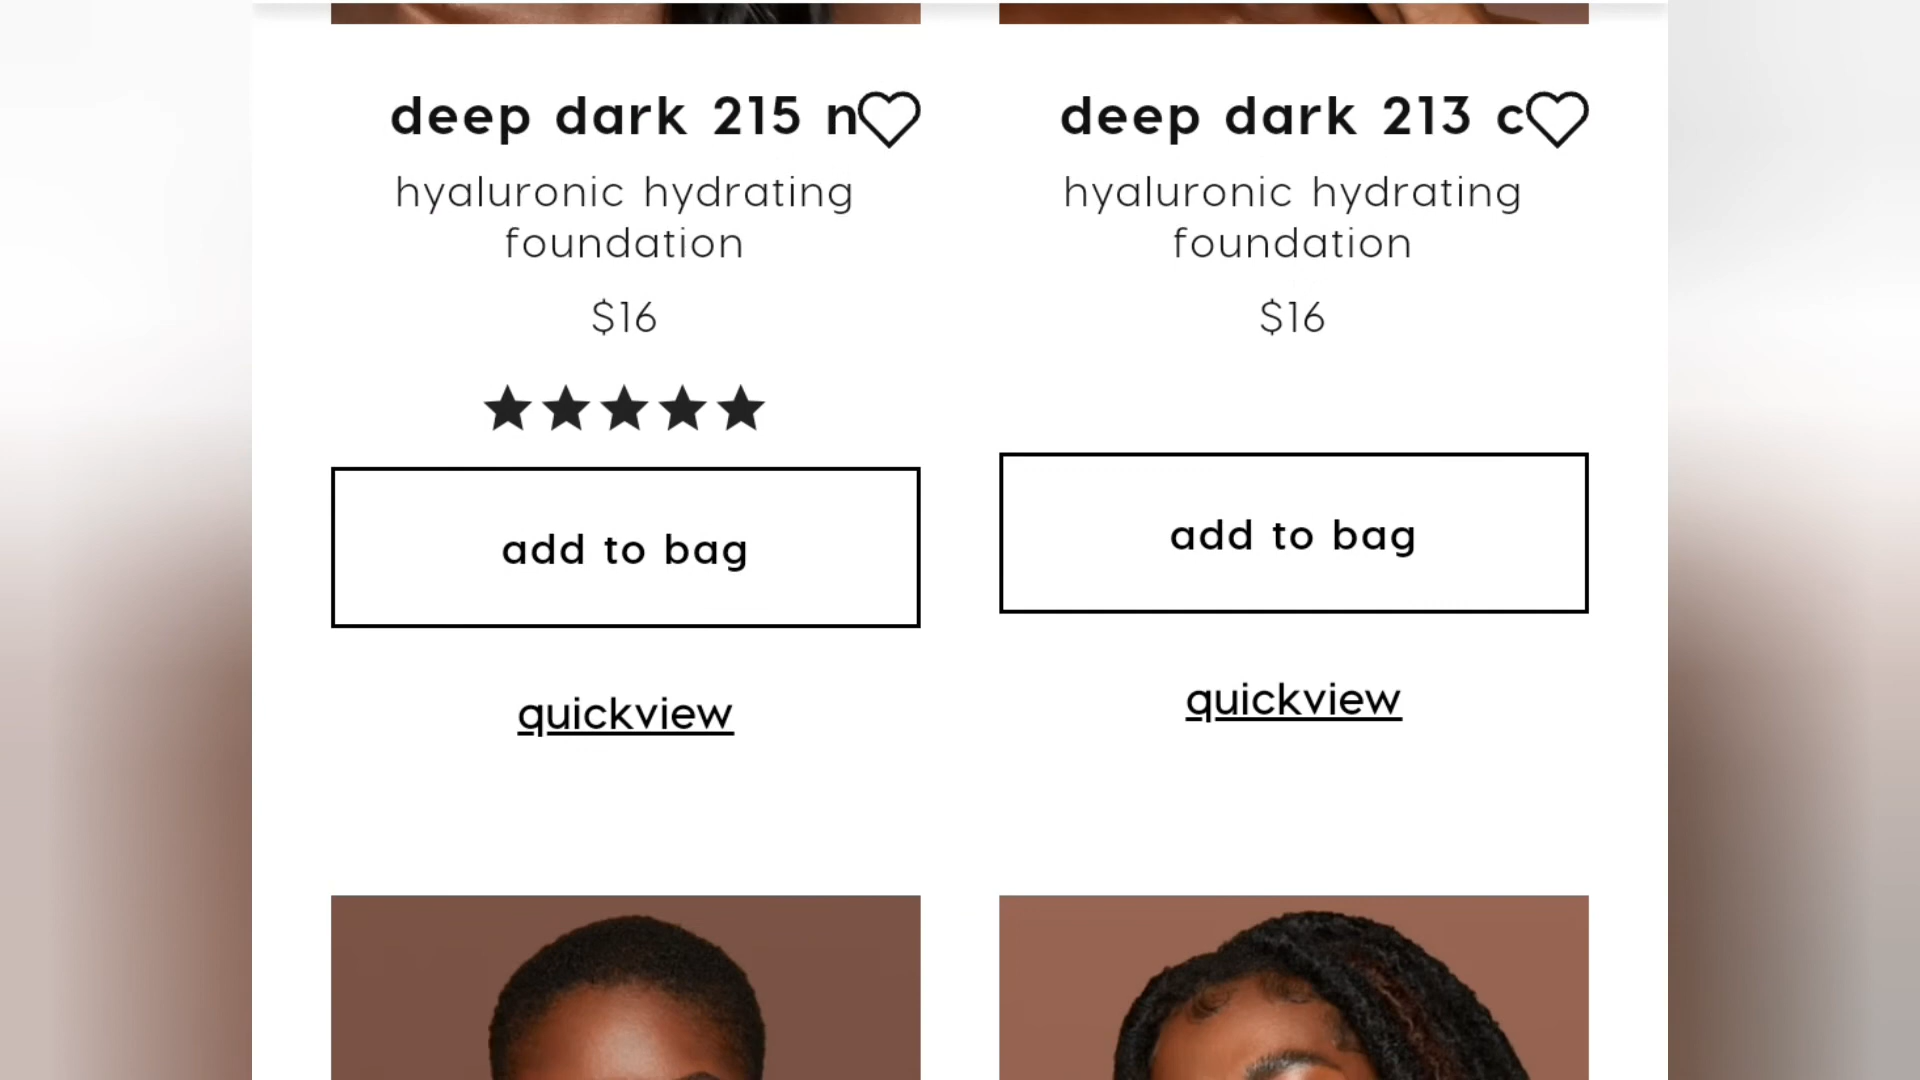 deep dark 215 n
hyaluronic hydrating
foundation
$16
add to bag
quickview
deep dark 213 c
hyaluronic hydrating
foundation
$16
add to bag
quickview